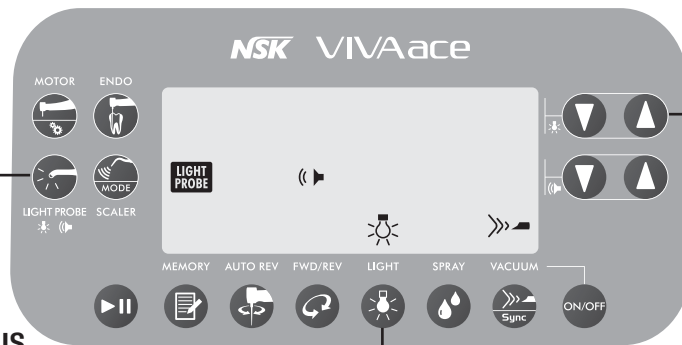 NSK VIVAace
MOTOR ENDO
LIGHT PROBE
LIGHT PROBE SCALER
MODE
MEMORY AUTO REV FWD/REV LIGHT SPRAY VACUUM
Sync
ON/OFF
US